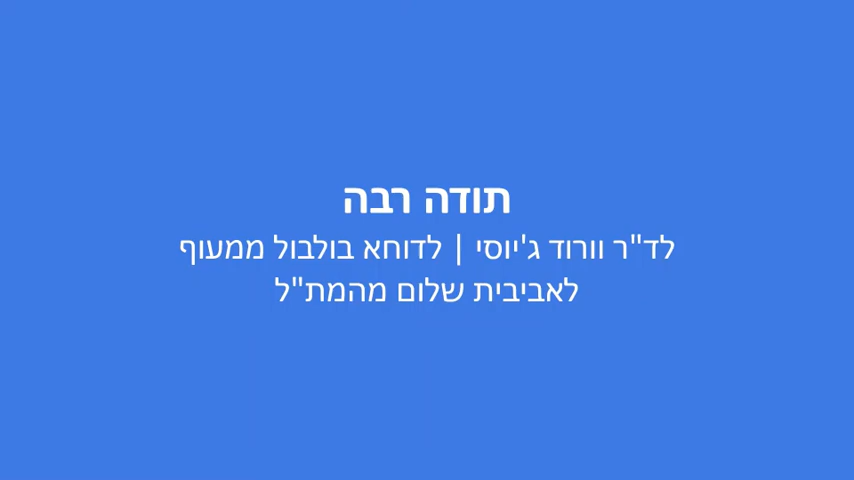 תודה רבה
לד"ר וורוד ג'יוסי | לדוחא בולבול ממעוף
לאביבית שלום מהמת"ל